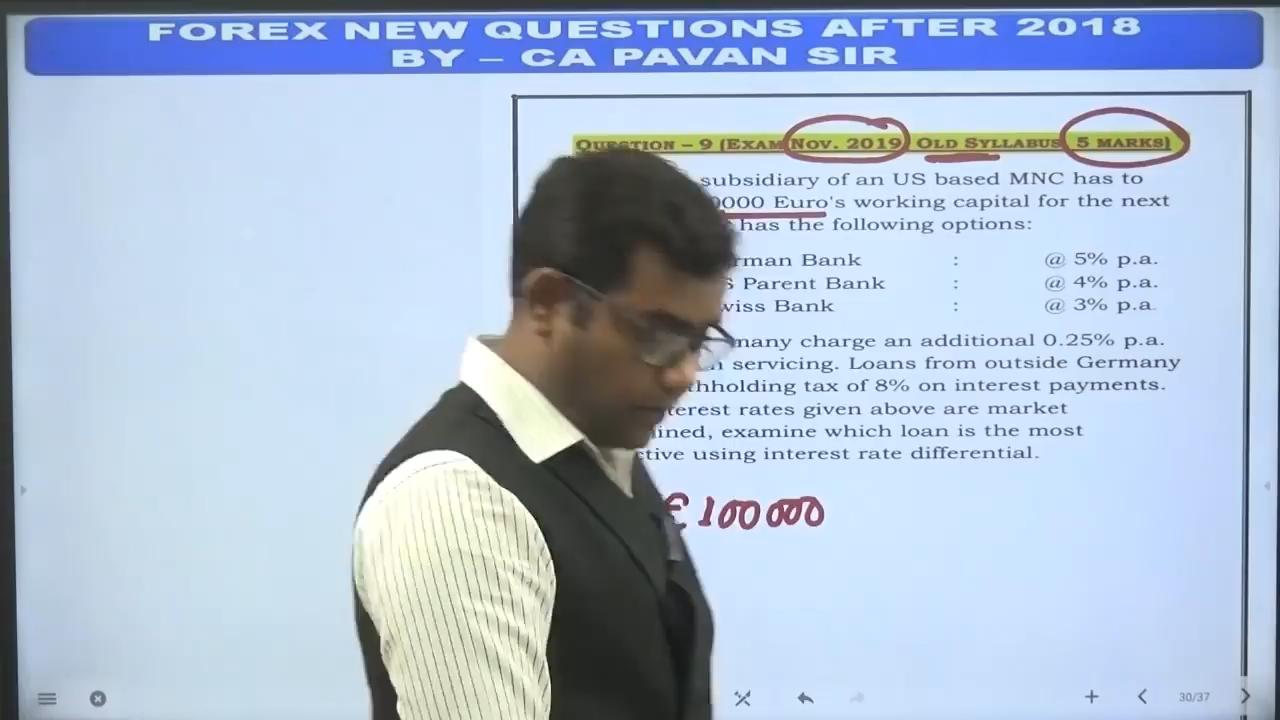 FOREX NEW QUESTIONS AFTER 2018
BY – CA PAVAN SIR
QUESTION – 9 (EXAM NOV. 2019 OLD SYLLABUS 5 MARKS)
subsidiary of an US based MNC has to
0000 Euro's working capital for the next
has the following options:
rman Bank : @ 5% p.a.
S Parent Bank : @ 4% p.a.
wiss Bank : @ 3% p.a.
many charge an additional 0.25% p.a.
servicing. Loans from outside Germany
thholding tax of 8% on interest payments.
terest rates given above are market
ined, examine which loan is the most
ctive using interest rate differential.
€ 100000
30/37